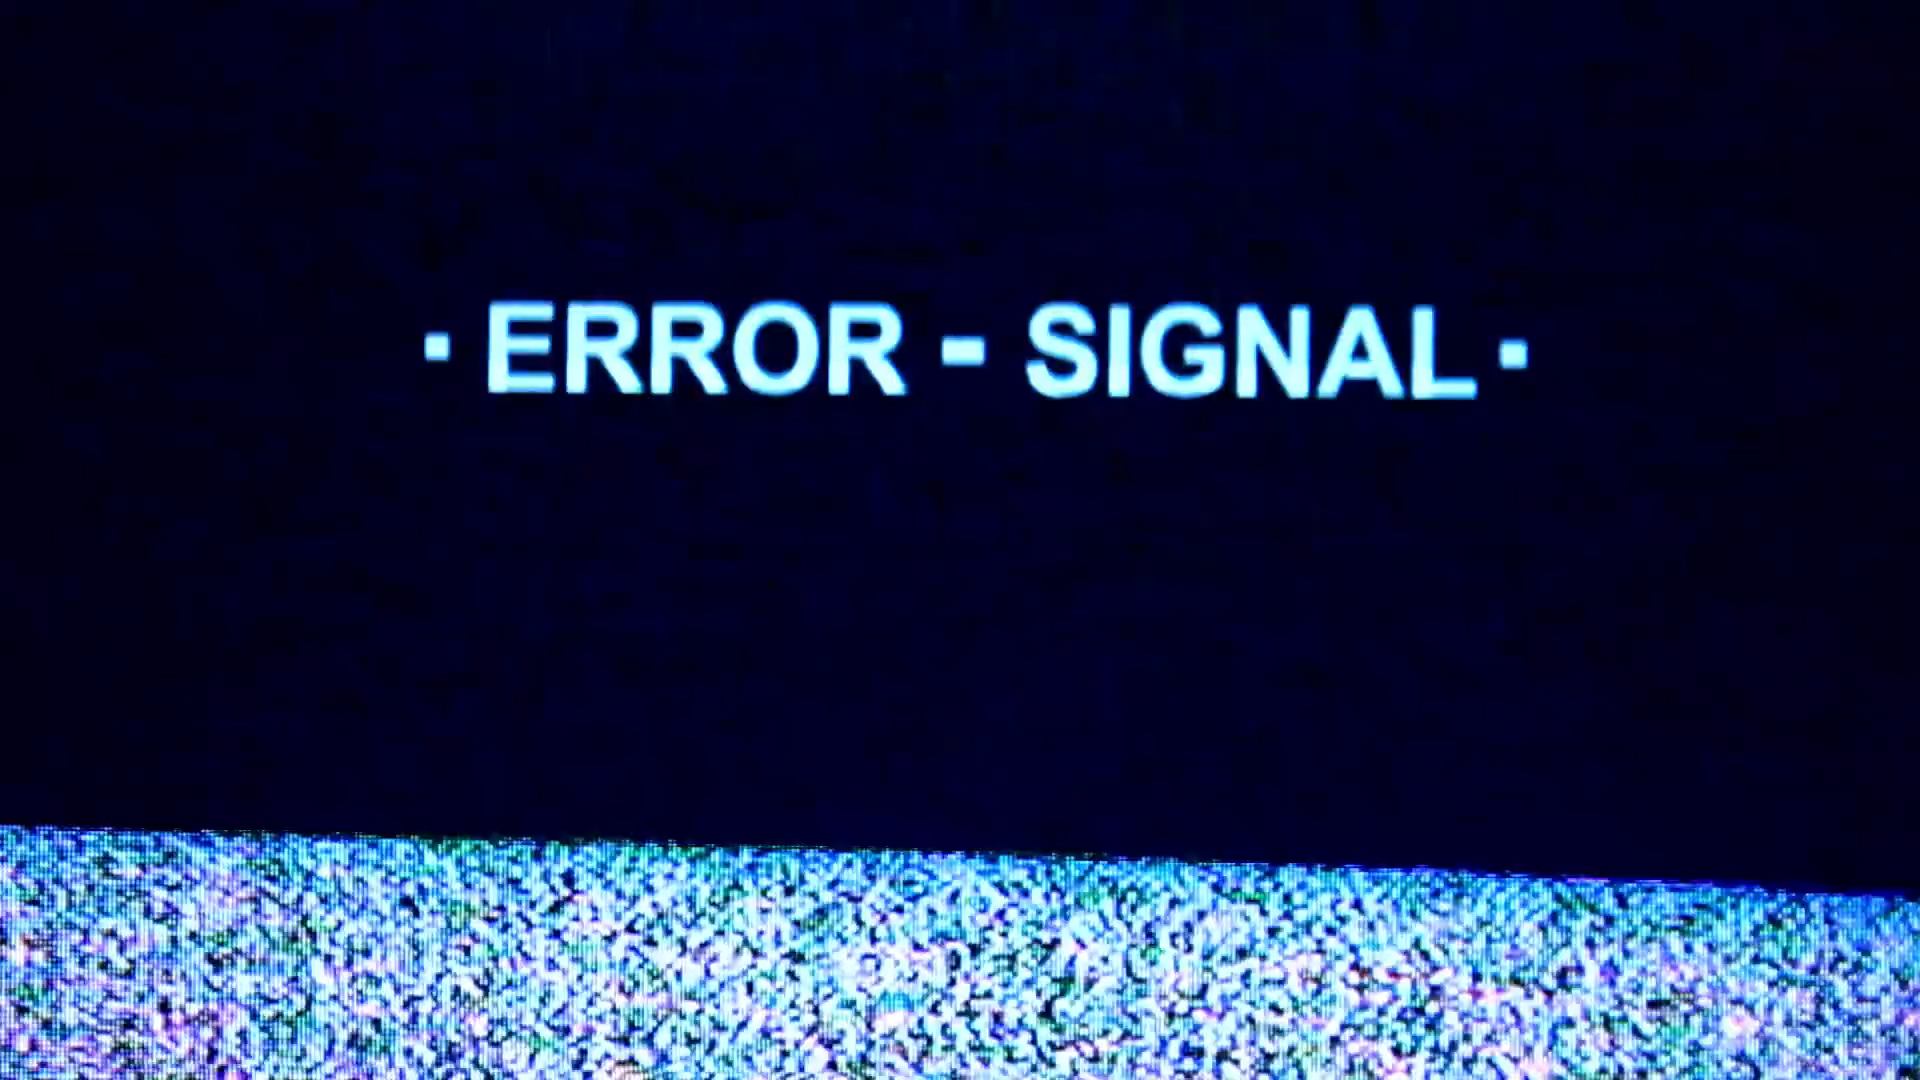 · ERROR - SIGNAL ·